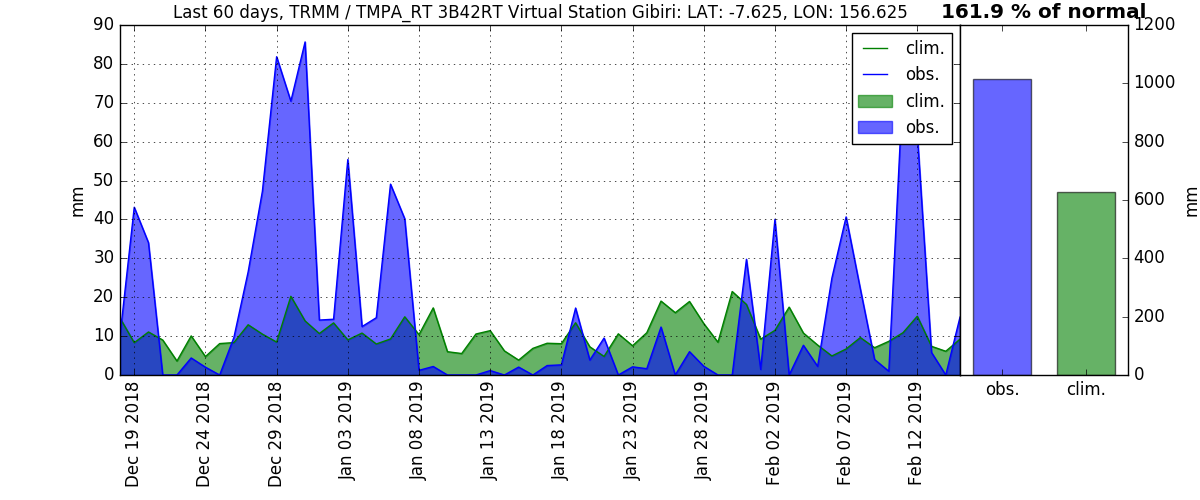 Last 60 days, TRMM / TMPA_RT 3B42RT Virtual Station Gibiri: LAT: -7.625, LON: 156.625
161.9 % of normal
mm
90
80
70
60
50
40
30
20
10
0
clim.
obs.
clim.
obs.
Dec 19 2018
Dec 24 2018
Dec 29 2018
Jan 03 2019
Jan 08 2019
Jan 13 2019
Jan 18 2019
Jan 23 2019
Jan 28 2019
Feb 02 2019
Feb 07 2019
Feb 12 2019
obs.
clim.
1200
1000
800
600
400
200
0
mm